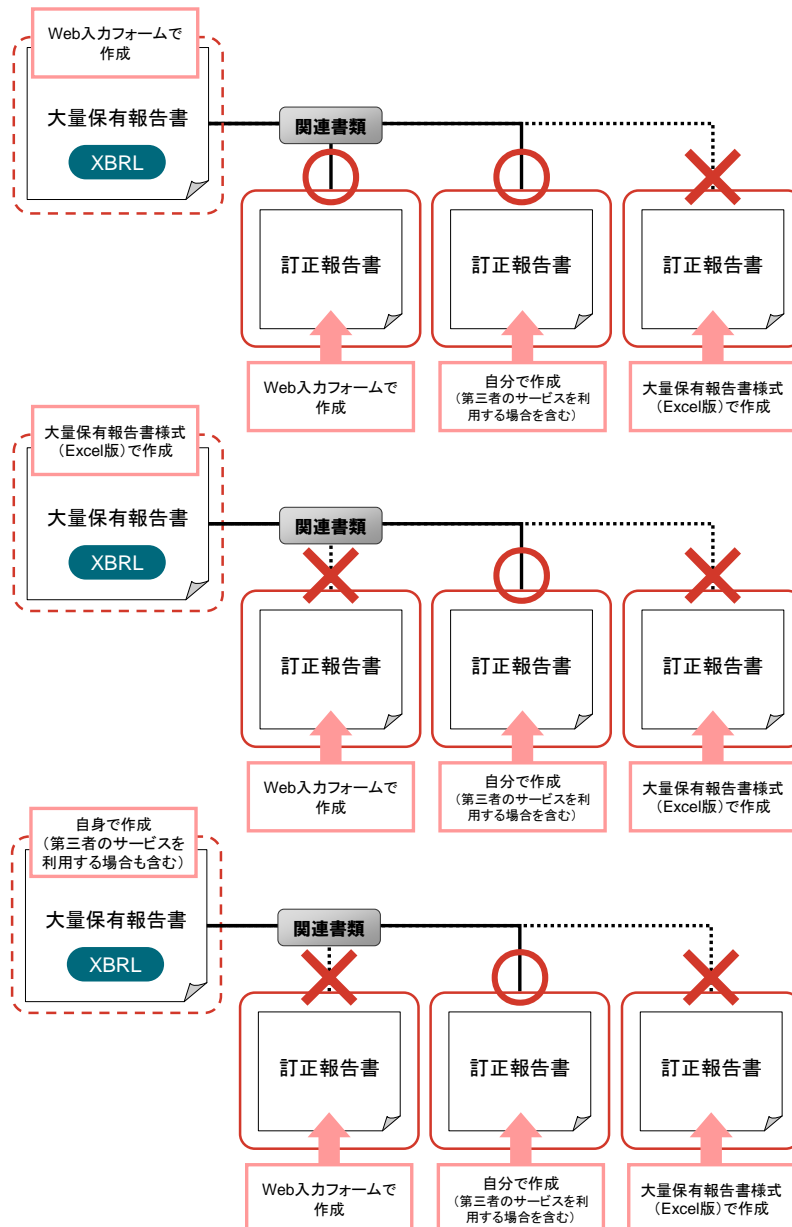 Web入力フォームで
作成
大量保有報告書
XBRL
関連書類
訂正報告書
訂正報告書
訂正報告書
Web入力フォームで
作成
自分で作成
(第三者のサービスを利
用する場合を含む)
大量保有報告書様式
(Excel版)で作成
大量保有報告書様式
(Excel版)で作成
大量保有報告書
XBRL
関連書類
訂正報告書
訂正報告書
訂正報告書
Web入力フォームで
作成
自分で作成
(第三者のサービスを利
用する場合を含む)
大量保有報告書様式
(Excel版)で作成
自身で作成
(第三者のサービスを
利用する場合も含む)
大量保有報告書
XBRL
関連書類
訂正報告書
訂正報告書
訂正報告書
Web入力フォームで
作成
自分で作成
(第三者のサービスを利
用する場合を含む)
大量保有報告書様式
(Excel版)で作成